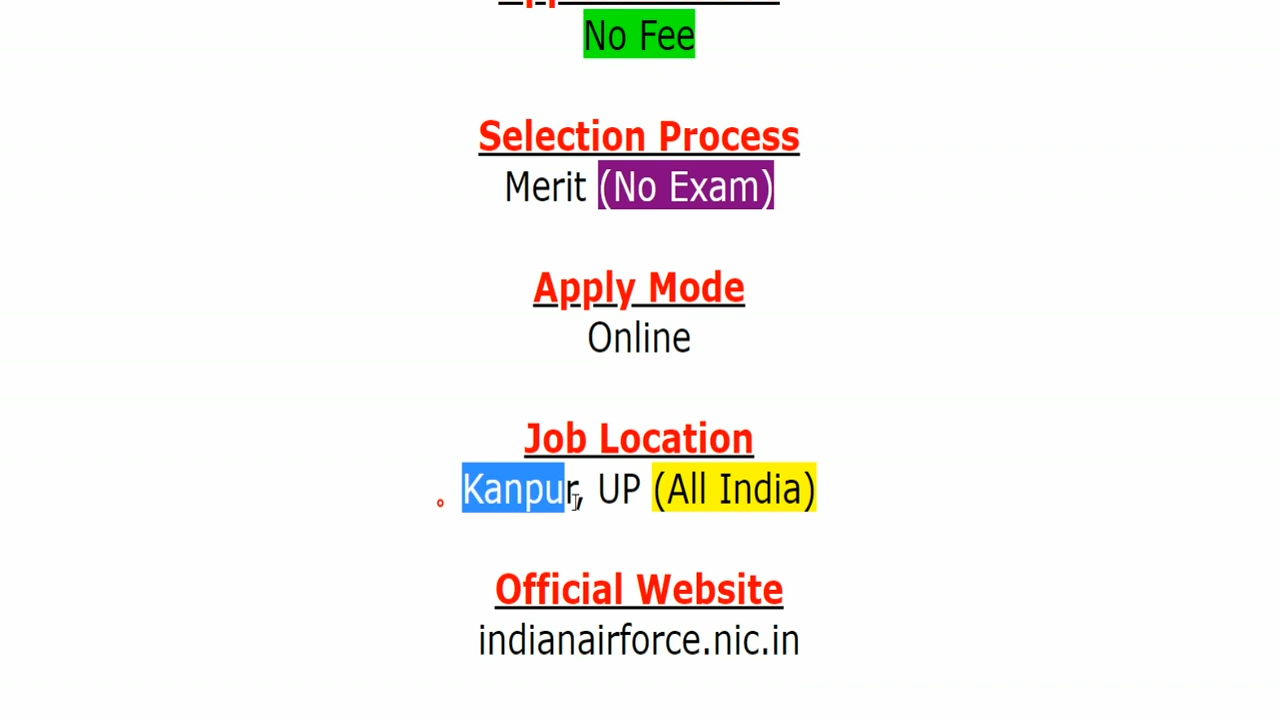 No Fee
Selection Process
Merit (No Exam)
Apply Mode
Online
Job Location
Kanpur, UP (All India)
Official Website
indianairforce.nic.in